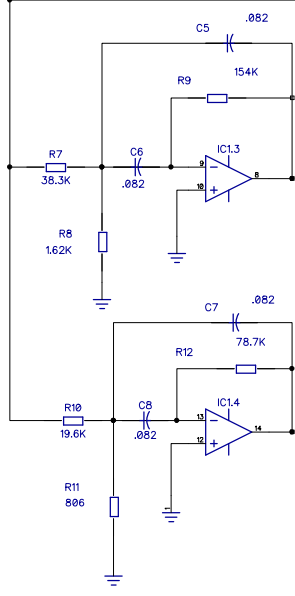 .082
C5
R9
154K
R7
38.3K
C6
.082
IC1.3
9
10
8
R8
1.62K
C7
.082
78.7K
R12
R10
19.6K
C8
.082
IC1.4
13
12
14
R11
806
1